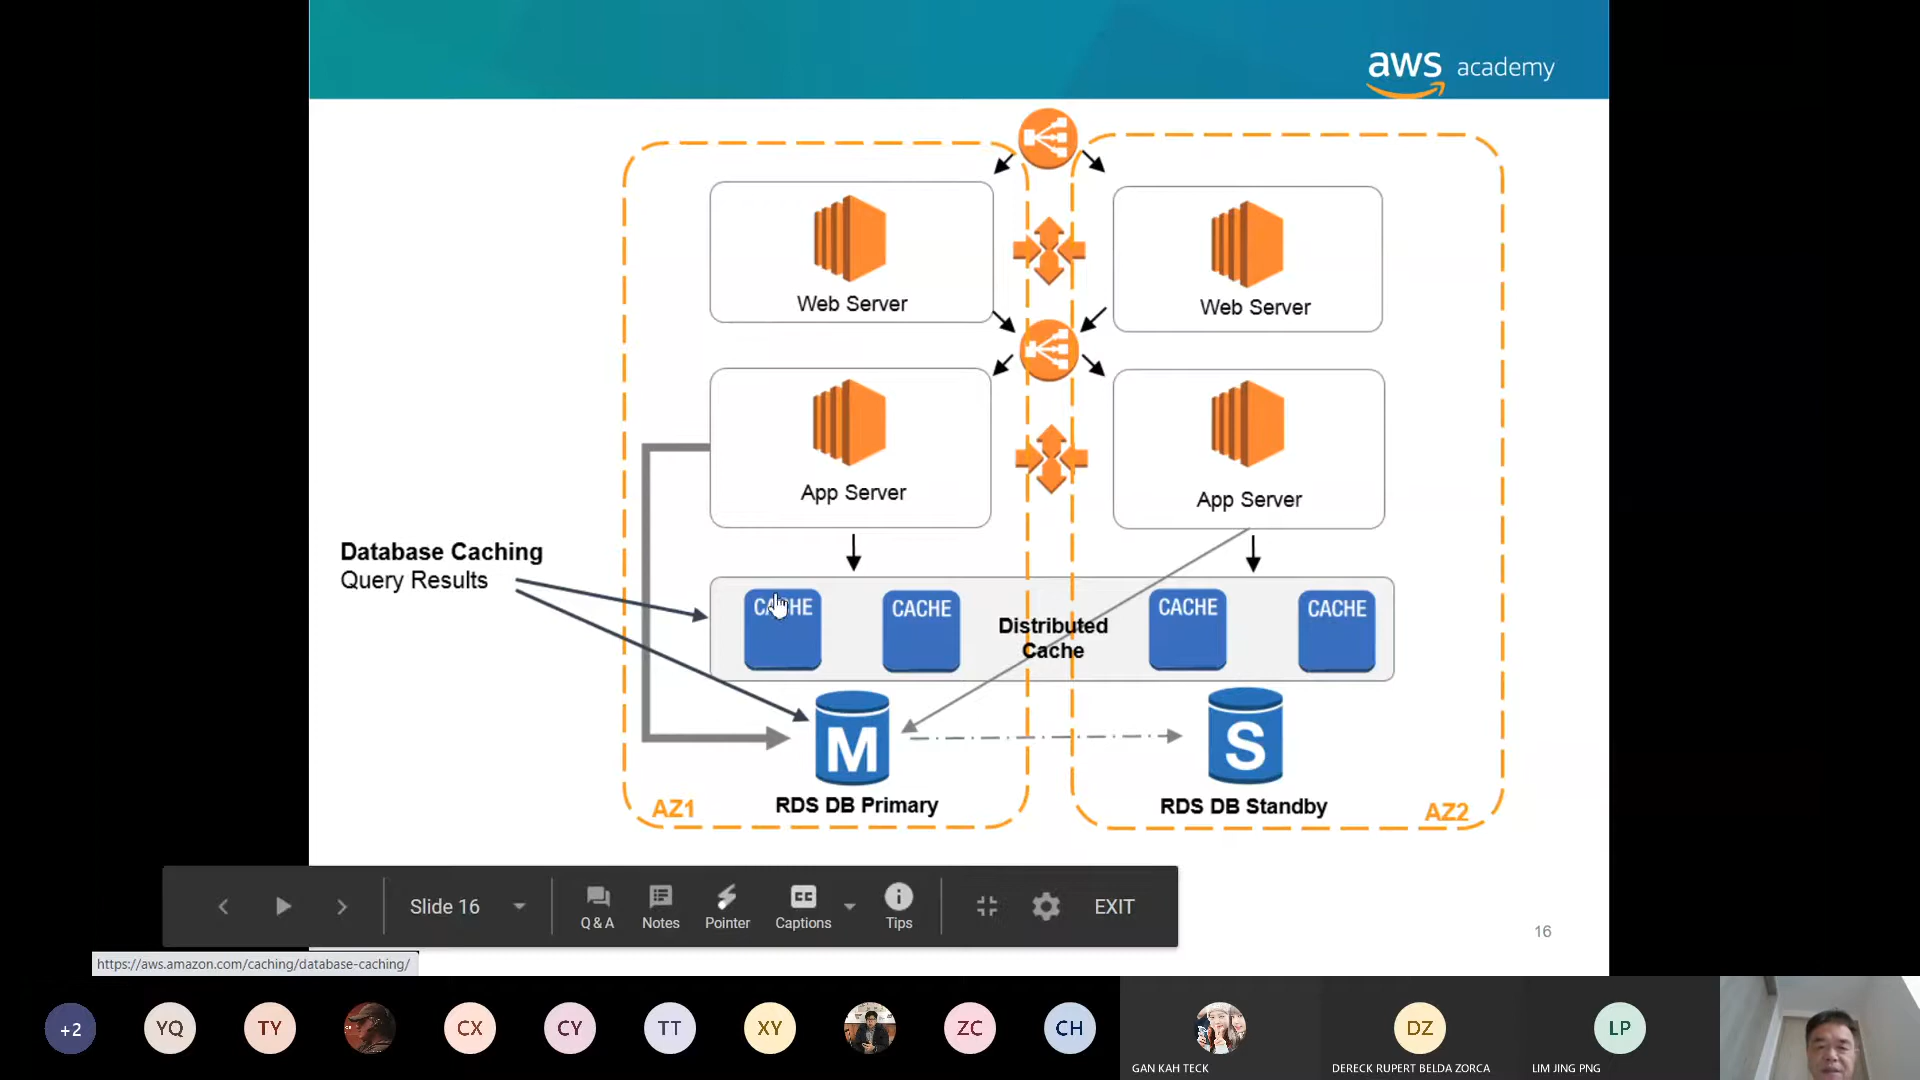 aws academy
Web Server
Web Server
App Server
App Server
Database Caching
Query Results
CACHE
CACHE
Distributed
Cache
CACHE
CACHE
M
S
AZ1
RDS DB Primary
RDS DB Standby
AZ2
Slide 16
Q & A
Notes
Pointer
CC
Captions
Tips
EXIT
16
https://aws.amazon.com/caching/database-caching/
+2
YQ
TY
CX
CY
TT
XY
ZC
CH
DZ
LP
GAN KAH TECK
DERECK RUPERT BELDA ZORCA
LIM JING PNG